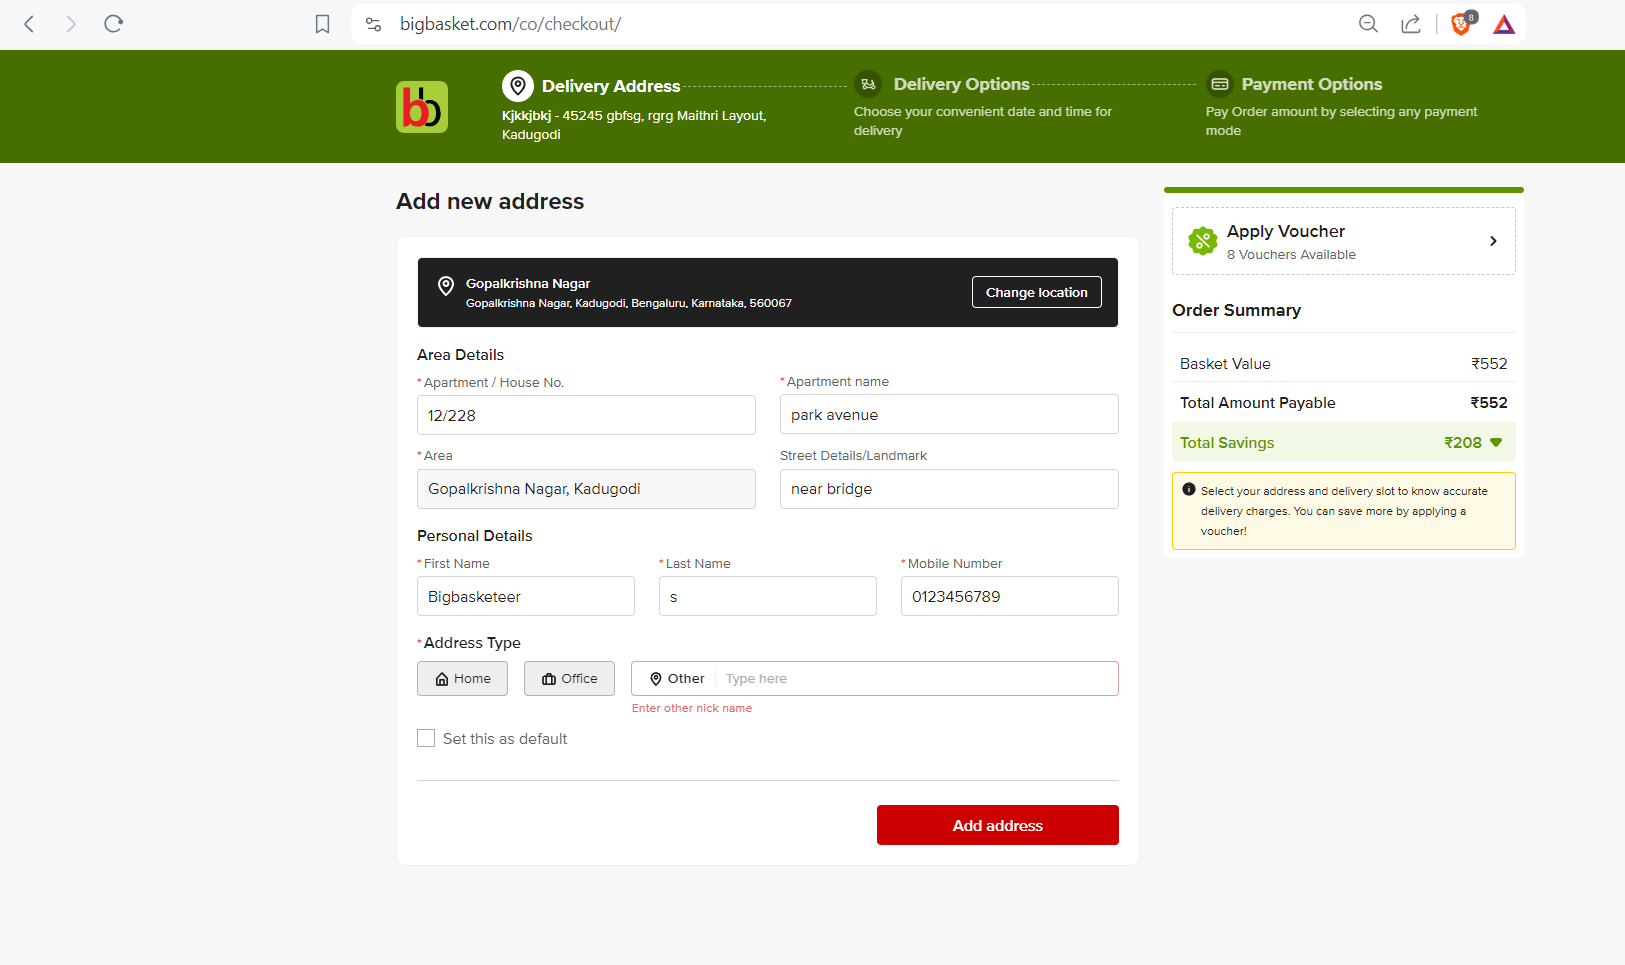 bigbasket.com/co/checkout/
8
bb
Delivery Address
Kjkkjbkj - 45245 gbfsg, rgrg Maithri Layout,
Kadugodi
Delivery Options
Choose your convenient date and time for
delivery
Payment Options
Pay Order amount by selecting any payment
mode
Add new address
Gopalkrishna Nagar
Gopalkrishna Nagar, Kadugodi, Bengaluru, Karnataka, 560067
Change location
Area Details
*Apartment / House No.
*Apartment name
12/228
park avenue
*Area
Street Details/Landmark
Gopalkrishna Nagar, Kadugodi
near bridge
Personal Details
*First Name
*Last Name
*Mobile Number
Bigbasketeer
s
0123456789
*Address Type
Home
Office
Other
Type here
Enter other nick name
Set this as default
Add address
Apply Voucher
8 Vouchers Available
Order Summary
Basket Value ₹552
Total Amount Payable ₹552
Total Savings ₹208
Select your address and delivery slot to know accurate
delivery charges. You can save more by applying a
voucher!